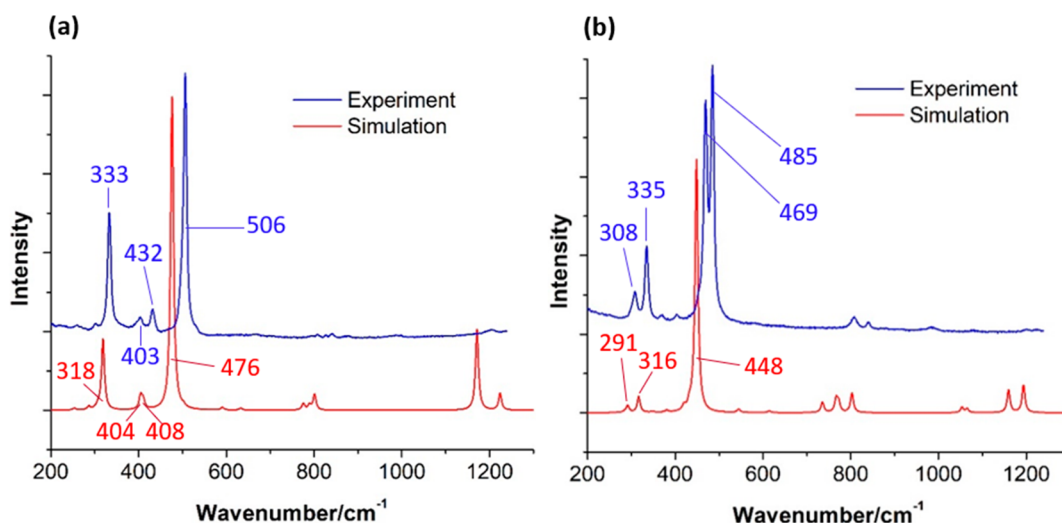 (a)
Experiment
Simulation
333
506
432
403
318
476
404
408
Intensity
200
400
600
800
1000
1200
Wavenumber/cm-1
(b)
Experiment
Simulation
485
335
469
308
291
316
448
Intensity
200
400
600
800
1000
1200
Wavenumber/cm-1